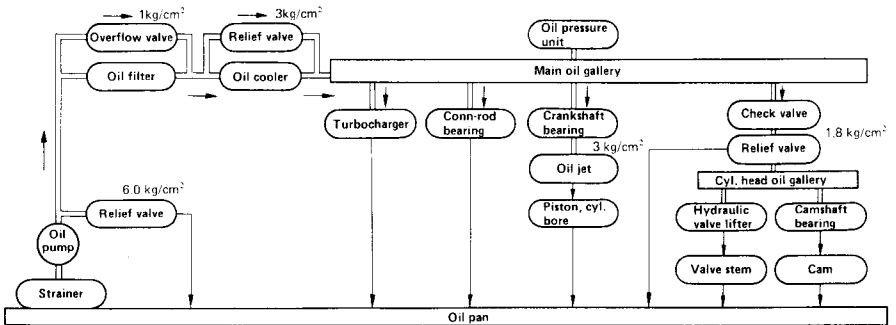 1kg/cm²
3kg/cm²
Overflow valve
Relief valve
Oil pressure
unit
Oil filter
Oil cooler
Main oil gallery
Turbocharger
Conn-rod
bearing
Crankshaft
bearing
Check valve
1.8 kg/cm²
Relief valve
3 kg/cm²
Oil jet
Cyl. head oil gallery
6.0 kg/cm²
Relief valve
Piston, cyl.
bore
Hydraulic
valve lifter
Camshaft
bearing
Oil
pump
Valve stem
Cam
Strainer
Oil pan